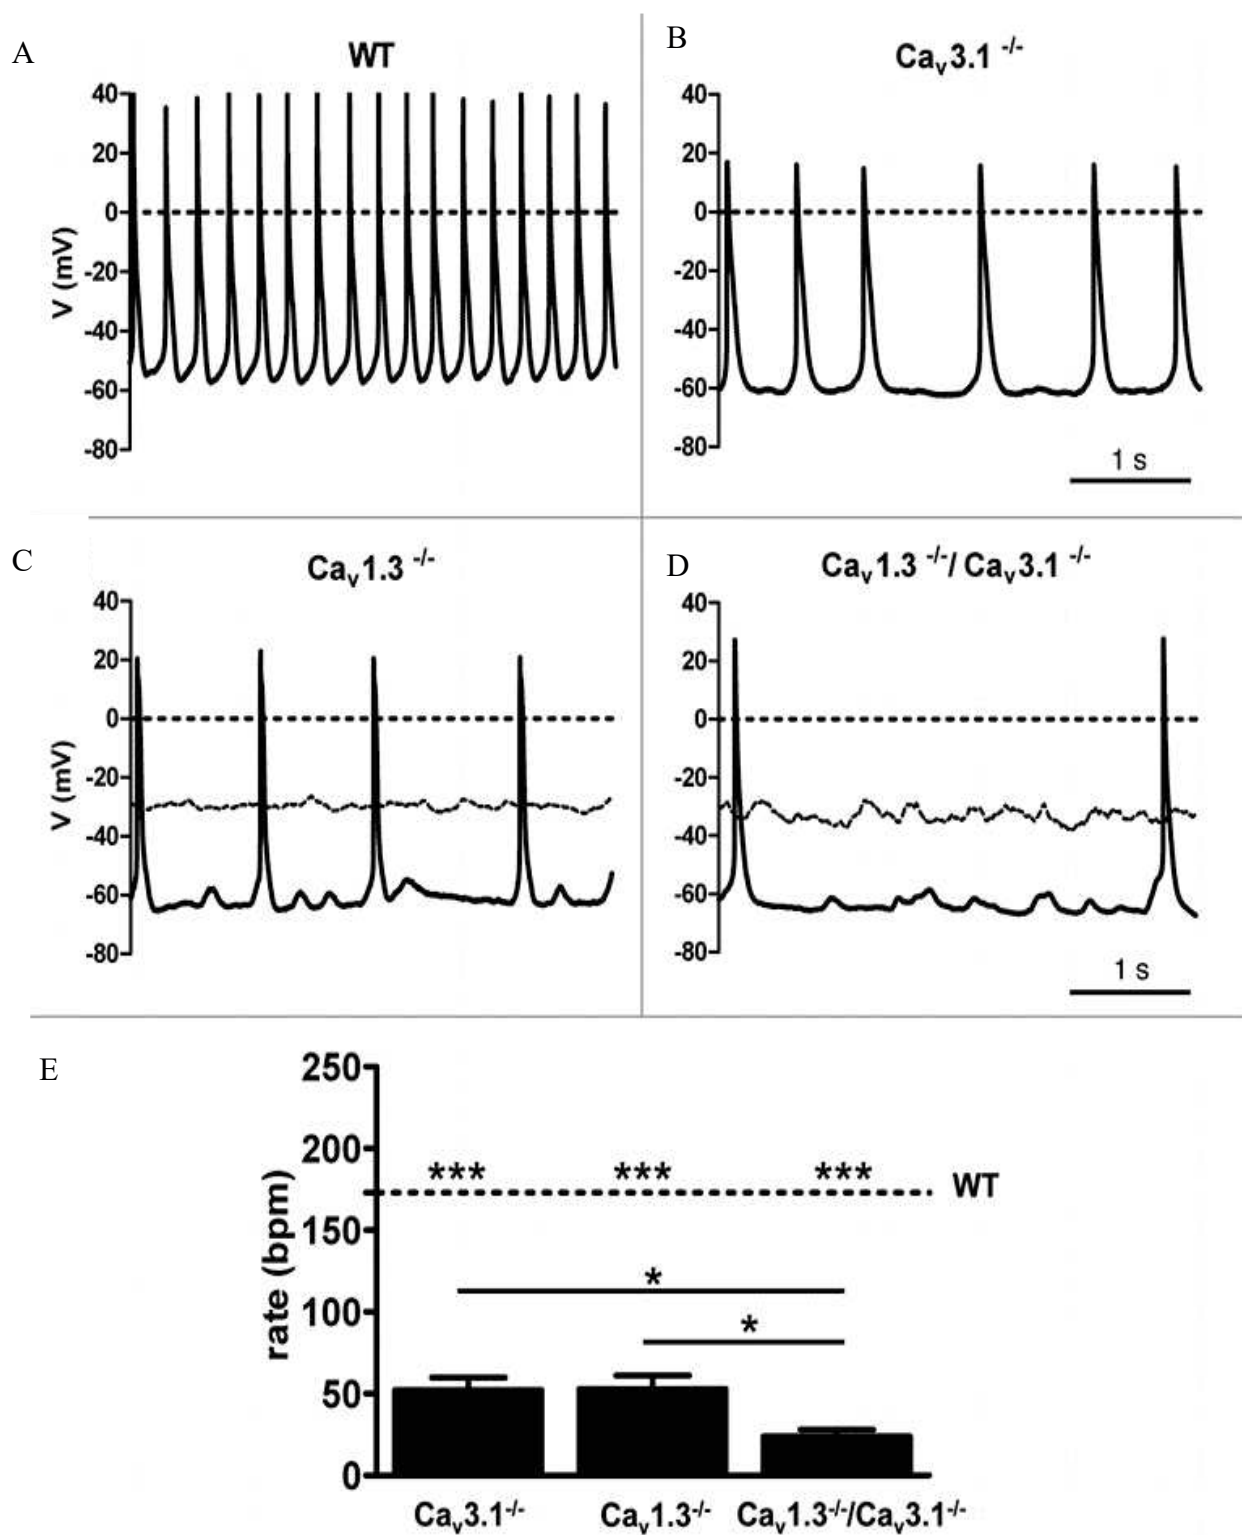 A
WT
40
20
0
-20
-40
-60
-80
V (mV)
B
Cav3.1 -/-
40
20
0
-20
-40
-60
-80
1 s
C
Cav1.3 -/-
40
20
0
-20
-40
-60
-80
V (mV)
D
Cav1.3 -/-/ Cav3.1 -/-
40
20
0
-20
-40
-60
-80
1 s
E
250
200
150
100
50
0
rate (bpm)
*** *** ***
WT
*
*
Cav3.1-/- Cav1.3-/- Cav1.3-/-/Cav3.1-/-